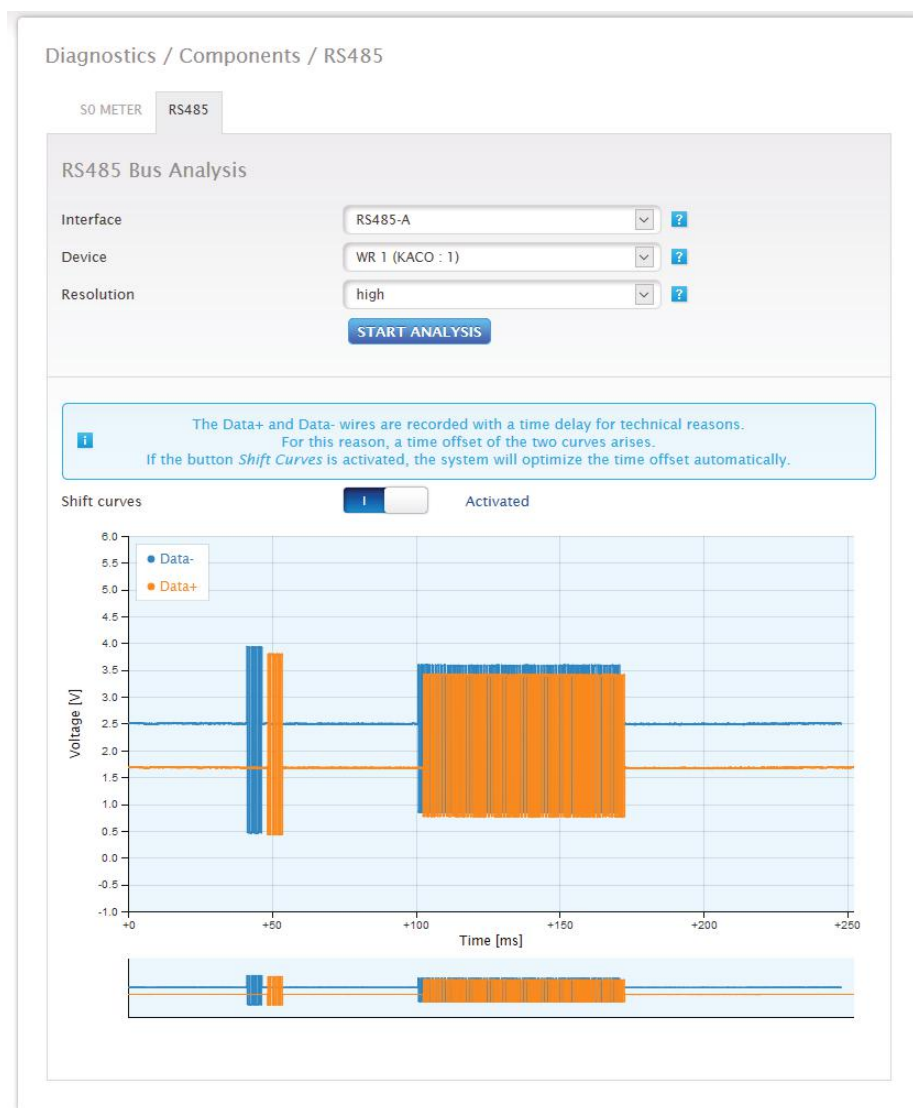 Diagnostics / Components / RS485
S0 METER
RS485
RS485 Bus Analysis
Interface
RS485-A
?
Device
WR 1 (KACO : 1)
?
Resolution
high
?
START ANALYSIS
i
The Data+ and Data- wires are recorded with a time delay for technical reasons.
For this reason, a time offset of the two curves arises.
If the button Shift Curves is activated, the system will optimize the time offset automatically.
Shift curves
I
Activated
Data-
Data+
Voltage [V]
6.0
5.5
5.0
4.5
4.0
3.5
3.0
2.5
2.0
1.5
1.0
0.5
0.0
-0.5
-1.0
+0
+50
+100
+150
+200
+250
Time [ms]